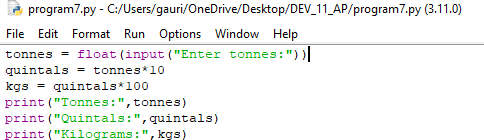 program7.py - C:/Users/gauri/OneDrive/Desktop/DEV_11_AP/program7.py (3.11.0)
File Edit Format Run Options Window Help
tonnes = float(input("Enter tonnes:"))
quintals = tonnes*10
kgs = quintals*100
print("Tonnes:",tonnes)
print("Quintals:",quintals)
print("Kilograms:",kgs)